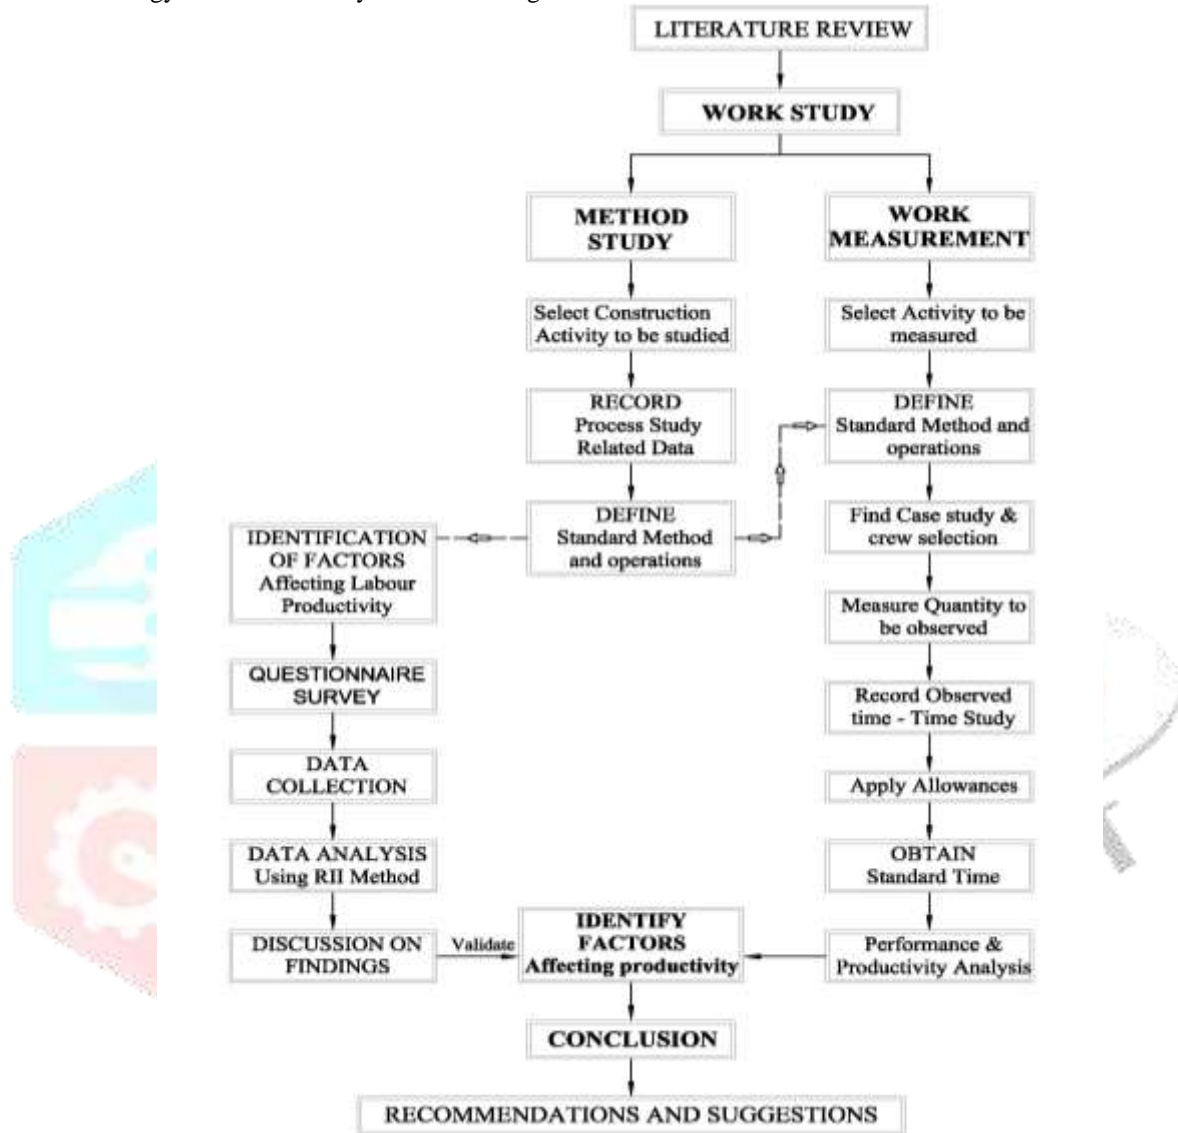 LITERATURE REVIEW
WORK STUDY
METHOD
STUDY
WORK
MEASUREMENT
Select Construction
Activity to be studied
Select Activity to be
measured
RECORD
Process Study
Related Data
DEFINE
Standard Method and
operations
DEFINE
Standard Method
and operations
IDENTIFICATION
OF FACTORS
Affecting Labour
Productivity
Find Case study &
crew selection
Measure Quantity to
be observed
QUESTIONNAIRE
SURVEY
Record Observed
time - Time Study
DATA
COLLECTION
Apply Allowances
DATA ANALYSIS
Using RII Method
OBTAIN
Standard Time
DISCUSSION ON
FINDINGS
Validate
IDENTIFY
FACTORS
Affecting productivity
Performance &
Productivity Analysis
CONCLUSION
RECOMMENDATIONS AND SUGGESTIONS